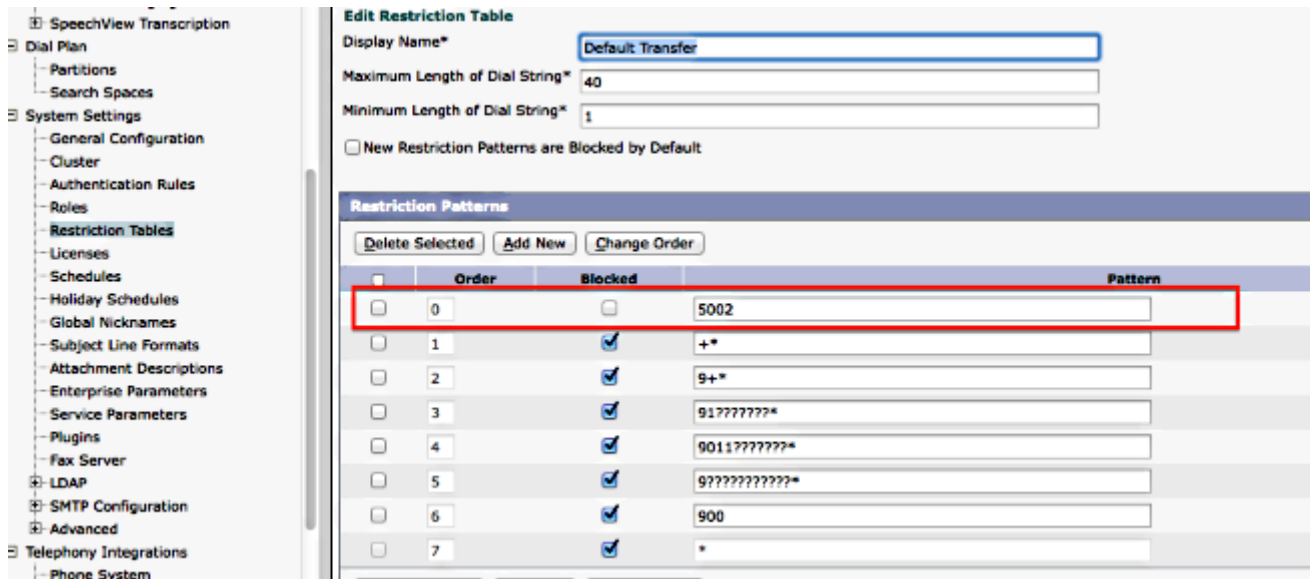 SpeechView Transcription
Dial Plan
Partitions
Search Spaces
System Settings
General Configuration
Cluster
Authentication Rules
Roles
Restriction Tables
Licenses
Schedules
Holiday Schedules
Global Nicknames
Subject Line Formats
Attachment Descriptions
Enterprise Parameters
Service Parameters
Plugins
Fax Server
LDAP
SMTP Configuration
Advanced
Telephony Integrations
Phone System
Edit Restriction Table
Display Name* Default Transfer
Maximum Length of Dial String* 40
Minimum Length of Dial String* 1
New Restriction Patterns are Blocked by Default
Restriction Patterns
Delete Selected Add New Change Order
Order Blocked Pattern
0 5002
1 +*
2 9+*
3 91???????*
4 9011???????*
5 9???????????*
6 900
7 *